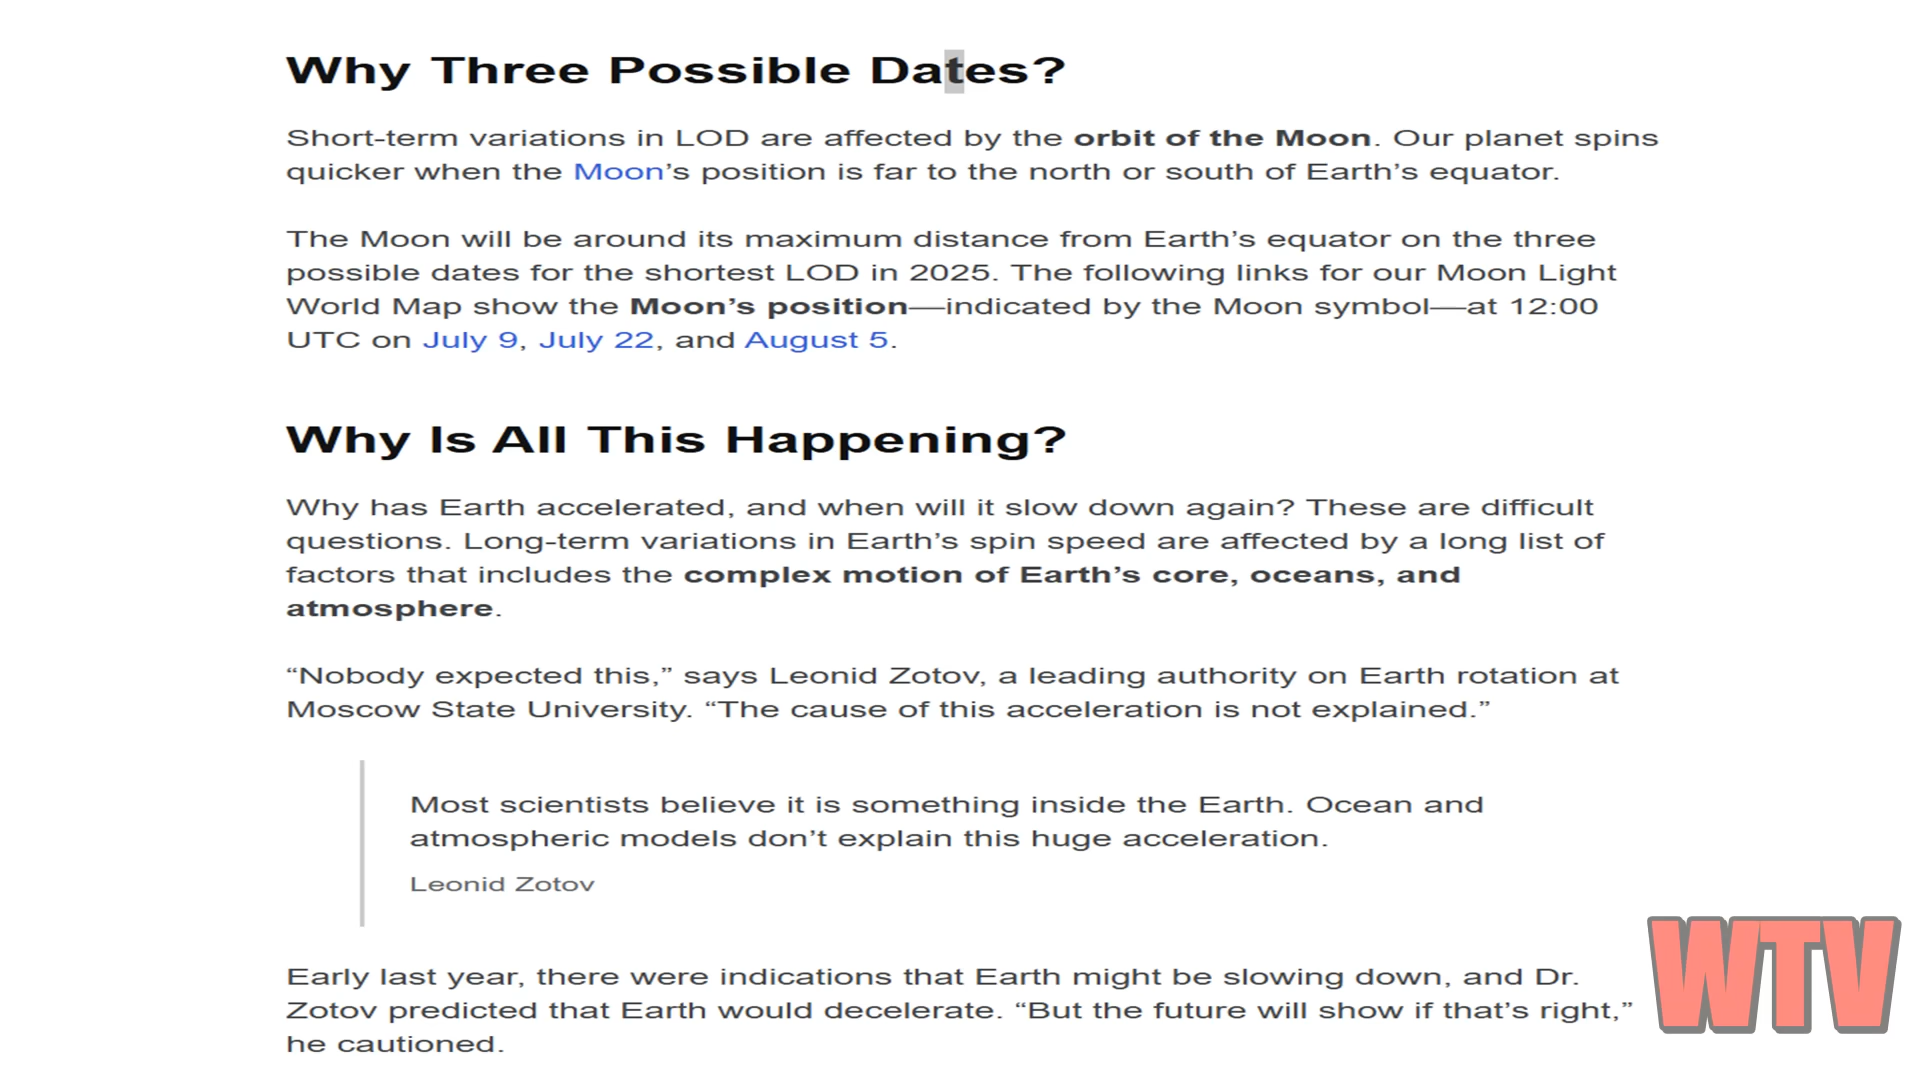 Why Three Possible Dates?
Short-term variations in LOD are affected by the orbit of the Moon. Our planet spins
quicker when the Moon’s position is far to the north or south of Earth’s equator.
The Moon will be around its maximum distance from Earth’s equator on the three
possible dates for the shortest LOD in 2025. The following links for our Moon Light
World Map show the Moon’s position—indicated by the Moon symbol—at 12:00
UTC on July 9, July 22, and August 5.
Why Is All This Happening?
Why has Earth accelerated, and when will it slow down again? These are difficult
questions. Long-term variations in Earth’s spin speed are affected by a long list of
factors that includes the complex motion of Earth’s core, oceans, and
atmosphere.
“Nobody expected this,” says Leonid Zotov, a leading authority on Earth rotation at
Moscow State University. “The cause of this acceleration is not explained.”
Most scientists believe it is something inside the Earth. Ocean and
atmospheric models don’t explain this huge acceleration.
Leonid Zotov
Early last year, there were indications that Earth might be slowing down, and Dr.
Zotov predicted that Earth would decelerate. “But the future will show if that’s right,”
he cautioned.
WTV